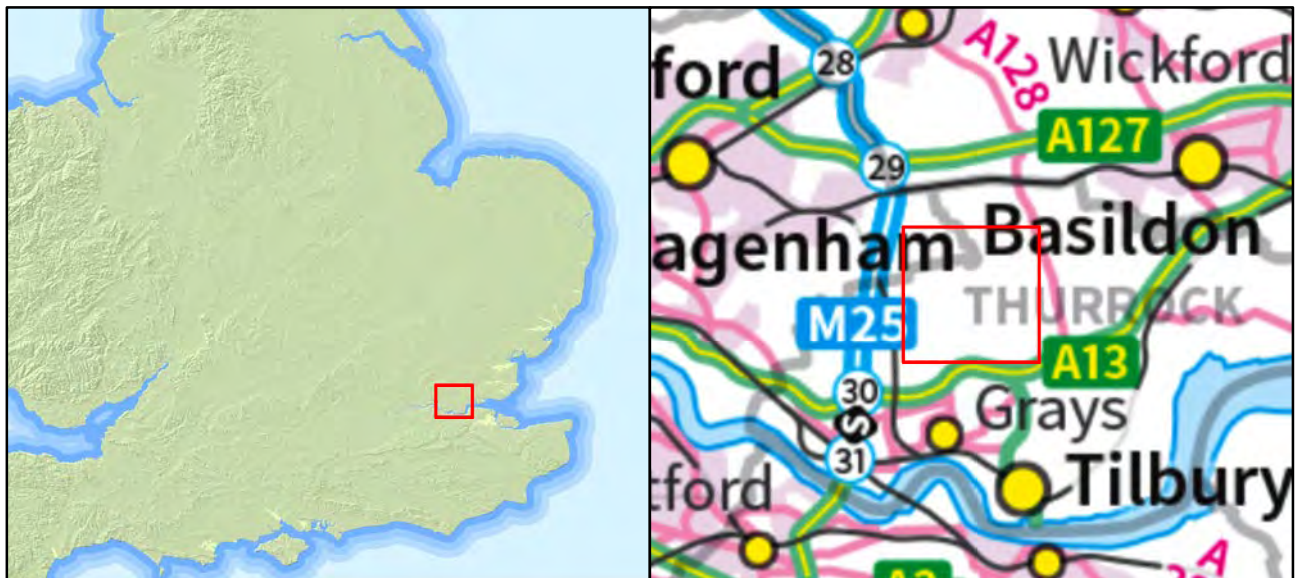 28
ford
A128
Wickford
A127
29
agenham
Basildon
THURROCK
M25
A13
30
Grays
S
31
tford
Tilbury
A